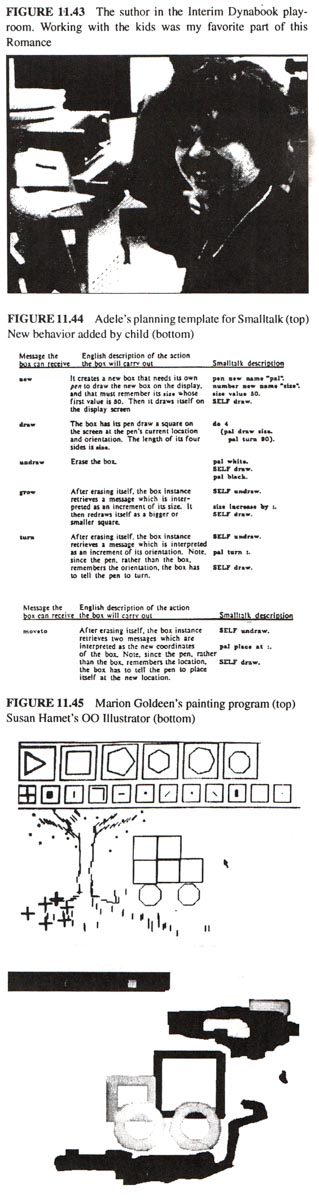 FIGURE 11.43 The suthor in the Interim Dynabook play-
room. Working with the kids was my favorite part of this
Romance
FIGURE 11.44 Adele's planning template for Smalltalk (top)
New behavior added by child (bottom)
Message the English description of the action
box can receive the box will carry out Smalltalk description
new It creates a new box that needs its own pen new name "pal".
pen to draw the new box on the display, number new name "size".
and that must remember its size whose size value 50.
first value is 50. Then it draws itself on SELF draw.
the display screen
draw The box has its pen draw a square on do 4
the screen at the pen's current location (pal draw size.
and orientation. The length of its four pal turn 90).
sides is size.
undraw Erase the box. pal white.
SELF draw.
pal black.
grow After erasing itself, the box instance SELF undraw.
retrieves a message which is inter-
preted as an increment of its size. It size increase by :.
then redraws itself as a bigger or SELF draw.
smaller square.
turn After erasing itself, the box instance SELF undraw.
retrieves a message which is interpreted
as an increment of its orientation. Note, pal turn :.
since the pen, rather than the box,
remembers the orientation, the box has SELF draw.
to tell the pen to turn.
Message the English description of the action
box can receive the box will carry out Smalltalk description
moveto After erasing itself, the box instance SELF undraw.
retrieves two messages which are
interpreted as the new coordinates pal place at :.
of the box. Note, since the pen, rather
than the box, remembers the location, SELF draw.
the box has to tell the pen to place
itself at the new location.
FIGURE 11.45 Marion Goldeen's painting program (top)
Susan Hamet's OO Illustrator (bottom)